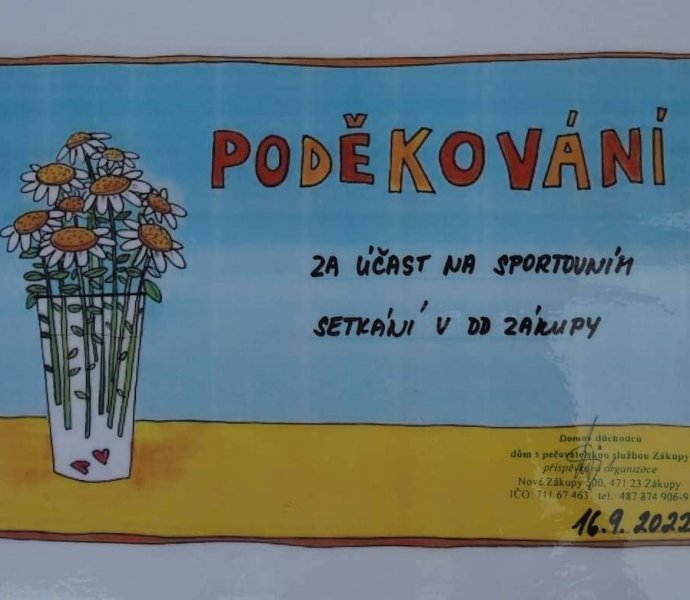 PODĚKOVÁNÍ
ZA ÚČAST NA SPORTOVNÍM
SETKÁNÍ V DD ZÁKUPY
Domov důchodců
a
dům s pečovatelskou službou Zákupy
příspěvková organizace
Nové Zákupy 500, 471 23 Zákupy
IČO: 711 67 463 tel. 487 874 906-9
16.9.2022